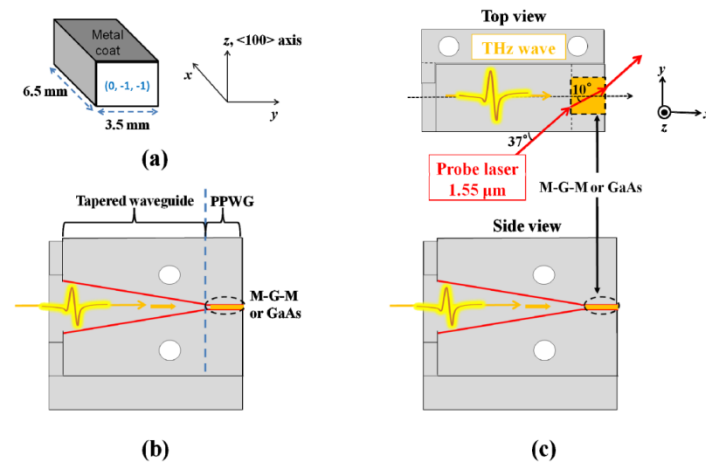 Metal
coat
(0, -1, -1)
6.5 mm
3.5 mm
z, <100> axis
x
y
(a)
Top view
THz wave
10°
37°
Probe laser
1.55 μm
y
x
z
M-G-M or GaAs
Tapered waveguide
PPWG
M-G-M
or GaAs
(b)
Side view
(c)